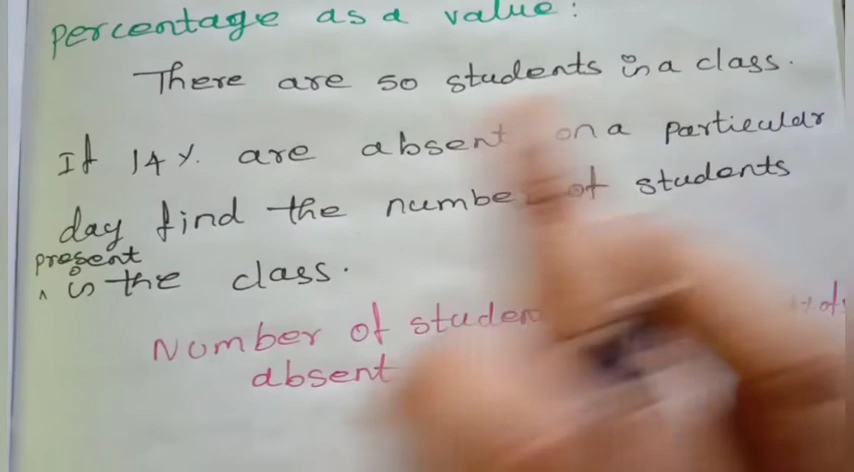 percentage as a value:
There are 50 students in a class.
If 14%. are absent on a particular
day find the number of students
present
^ in the class.
Number of studen
absent